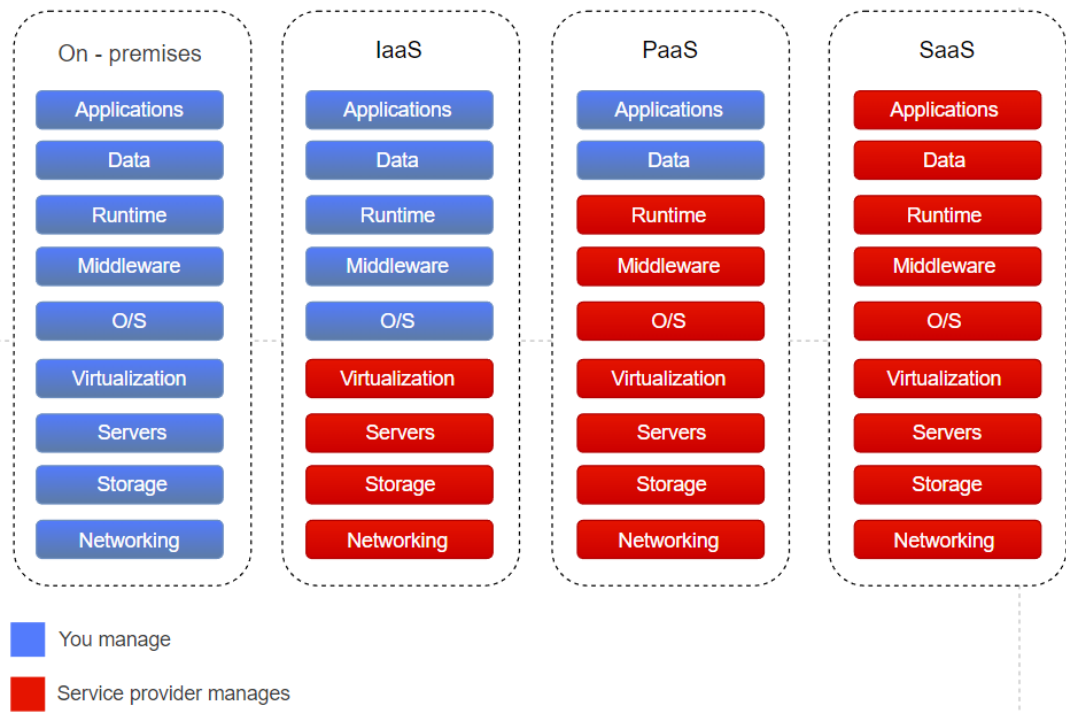 On - premises
Applications
Data
Runtime
Middleware
O/S
Virtualization
Servers
Storage
Networking
IaaS
Applications
Data
Runtime
Middleware
O/S
Virtualization
Servers
Storage
Networking
PaaS
Applications
Data
Runtime
Middleware
O/S
Virtualization
Servers
Storage
Networking
SaaS
Applications
Data
Runtime
Middleware
O/S
Virtualization
Servers
Storage
Networking
You manage
Service provider manages